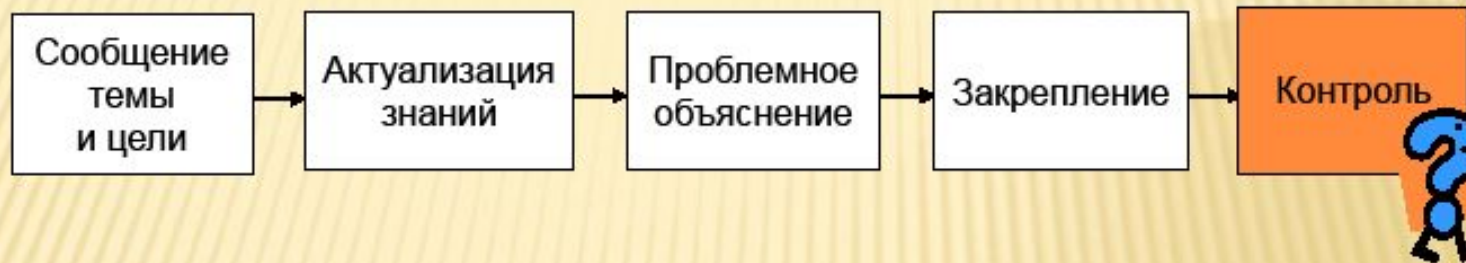 Сообщение
темы
и цели
Актуализация
знаний
Проблемное
объяснение
Закрепление
Контроль